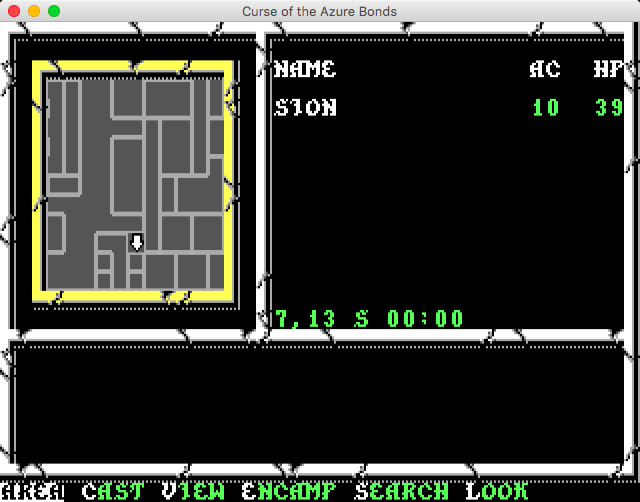 Curse of the Azure Bonds
NAME AC HP
SION 10 39
7,13 S 00:00
AREA CAST VIEW ENCAMP SEARCH LOOK